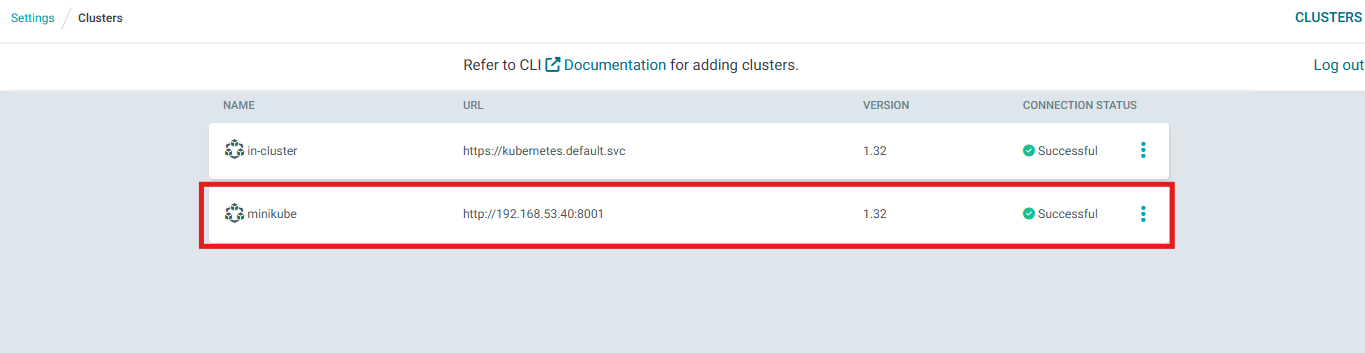 Settings / Clusters CLUSTERS
Refer to CLI Documentation for adding clusters. Log out
NAME URL VERSION CONNECTION STATUS
in-cluster https://kubernetes.default.svc 1.32 Successful
minikube http://192.168.53.40:8001 1.32 Successful